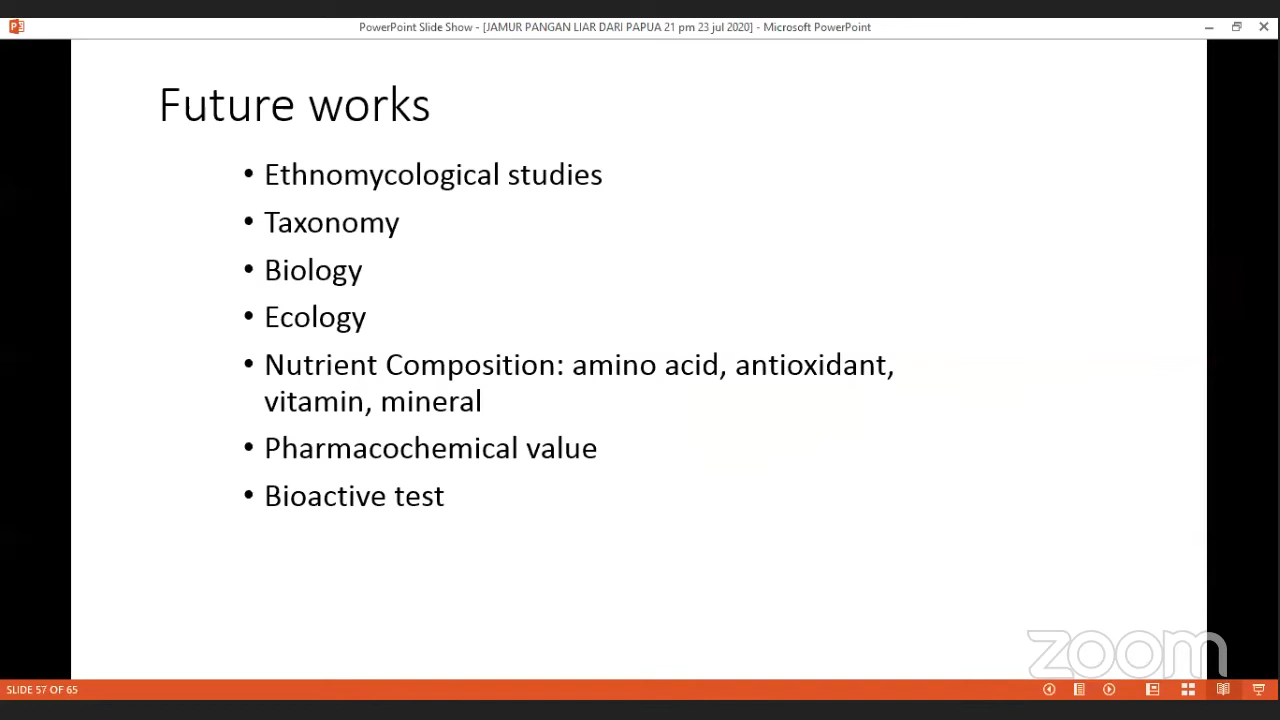 PowerPoint Slide Show - [JAMUR PANGAN LIAR DARI PAPUA 21 pm 23 jul 2020] - Microsoft PowerPoint
Future works
• Ethnomycological studies
• Taxonomy
• Biology
• Ecology
• Nutrient Composition: amino acid, antioxidant,
vitamin, mineral
• Pharmacochemical value
• Bioactive test
zoom
SLIDE 57 OF 65